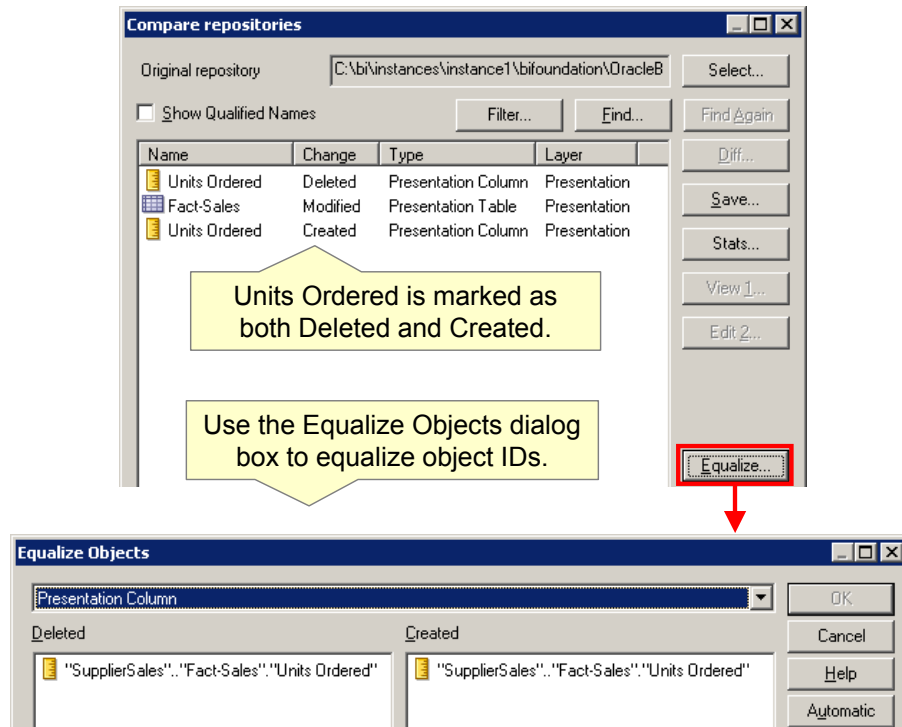 Compare repositories
Original repository C:\bi\instances\instance1\bifoundation\OracleB Select...
Show Qualified Names Filter... Find... Find Again
Name Change Type Layer Diff...
Units Ordered Deleted Presentation Column Presentation
Fact-Sales Modified Presentation Table Presentation Save...
Units Ordered Created Presentation Column Presentation
Stats...
Units Ordered is marked as
both Deleted and Created.
View 1...
Edit 2...
Use the Equalize Objects dialog
box to equalize object IDs.
Equalize...
Equalize Objects
Presentation Column OK
Deleted Created Cancel
"SupplierSales".."Fact-Sales"."Units Ordered" "SupplierSales".."Fact-Sales"."Units Ordered" Help
Automatic